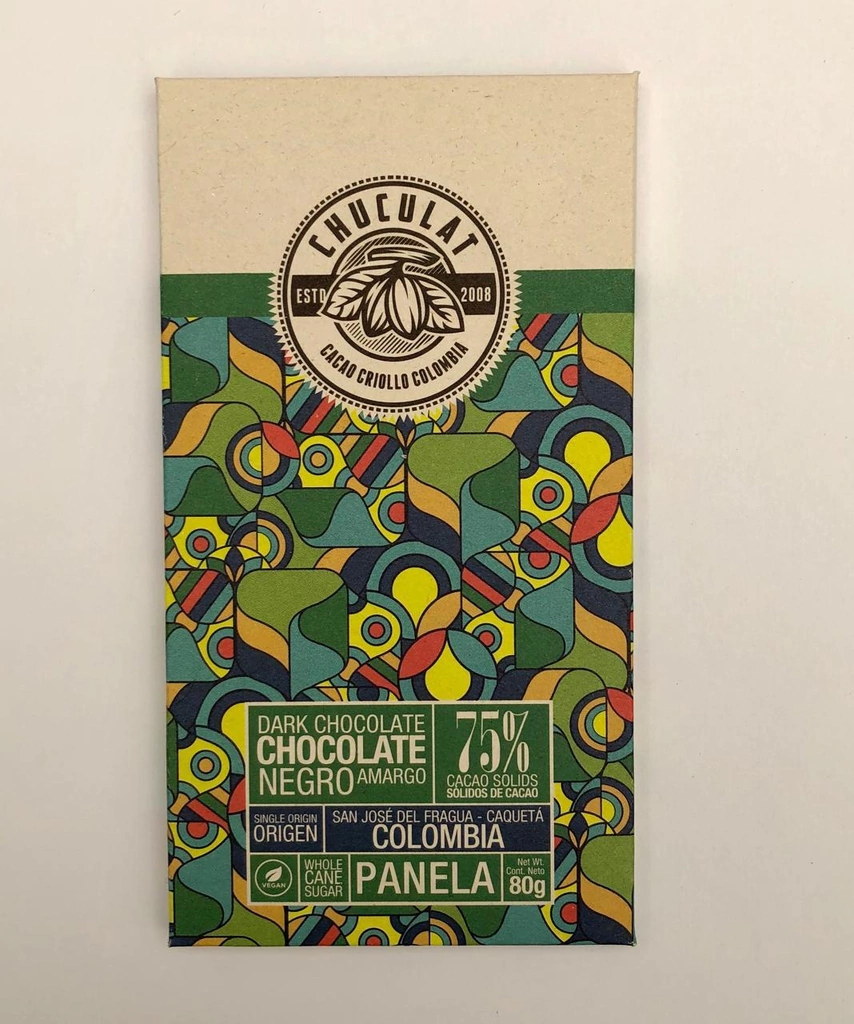 CHUCULAT
ESTD 2008
CACAO CRIOLLO COLOMBIA
DARK CHOCOLATE
CHOCOLATE
NEGRO AMARGO
75%
CACAO SOLIDS
SÓLIDOS DE CACAO
SINGLE ORIGIN
ORIGEN
SAN JOSÉ DEL FRAGUA - CAQUETÁ
COLOMBIA
VEGAN
WHOLE
CANE
SUGAR
PANELA
Net Wt.
Cont. Neto
80g